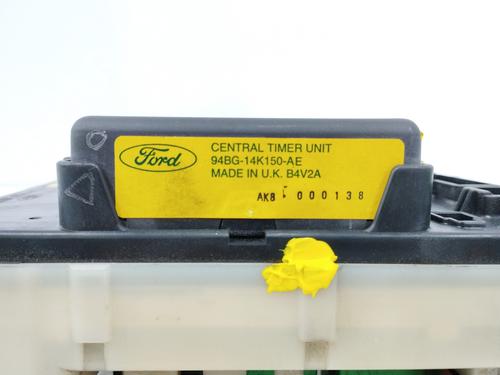 Ford
CENTRAL TIMER UNIT
94BG-14K150-AE
MADE IN U.K. B4V2A
AK8 000138